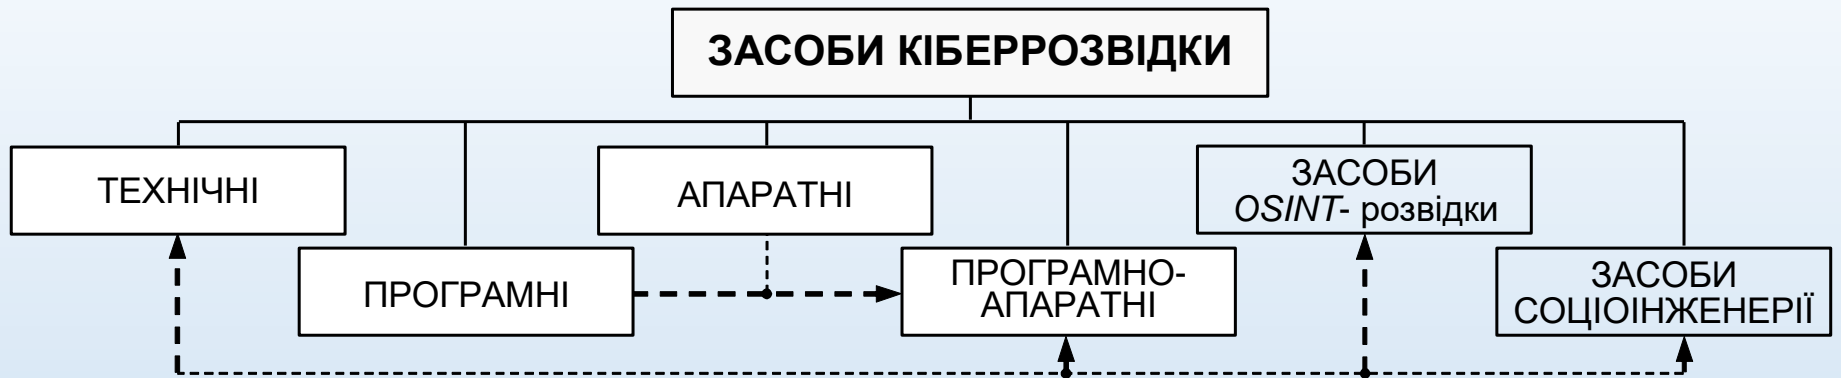 ЗАСОБИ КІБЕРРОЗВІДКИ
ТЕХНІЧНІ
ПРОГРАМНІ
АПАРАТНІ
ПРОГРАМНО-
АПАРАТНІ
ЗАСОБИ
OSINT- розвідки
ЗАСОБИ
СОЦІОІНЖЕНЕРІЇ